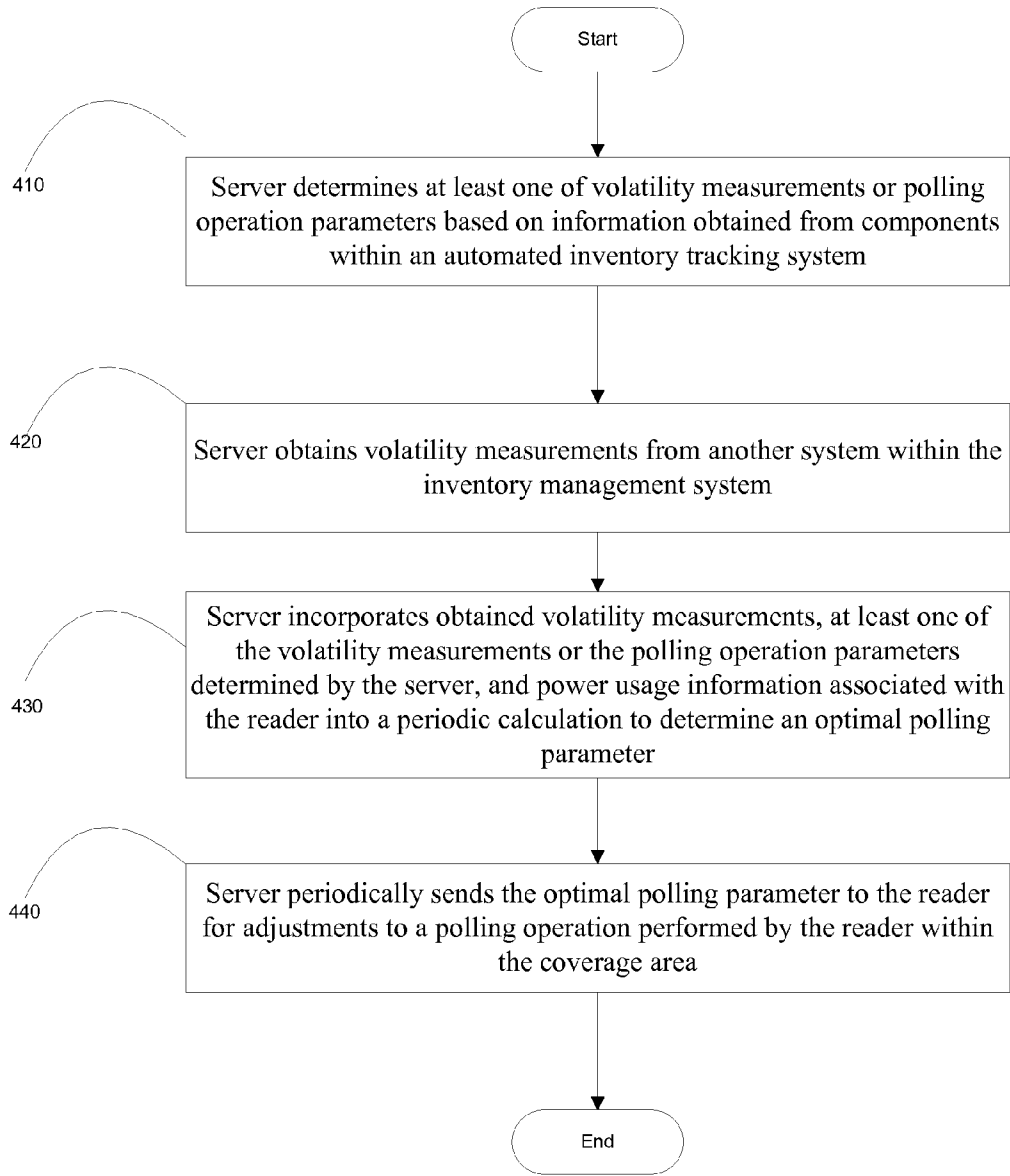 Start
410
Server determines at least one of volatility measurements or polling
operation parameters based on information obtained from components
within an automated inventory tracking system
420
Server obtains volatility measurements from another system within the
inventory management system
430
Server incorporates obtained volatility measurements, at least one of
the volatility measurements or the polling operation parameters
determined by the server, and power usage information associated with
the reader into a periodic calculation to determine an optimal polling
parameter
440
Server periodically sends the optimal polling parameter to the reader
for adjustments to a polling operation performed by the reader within
the coverage area
End